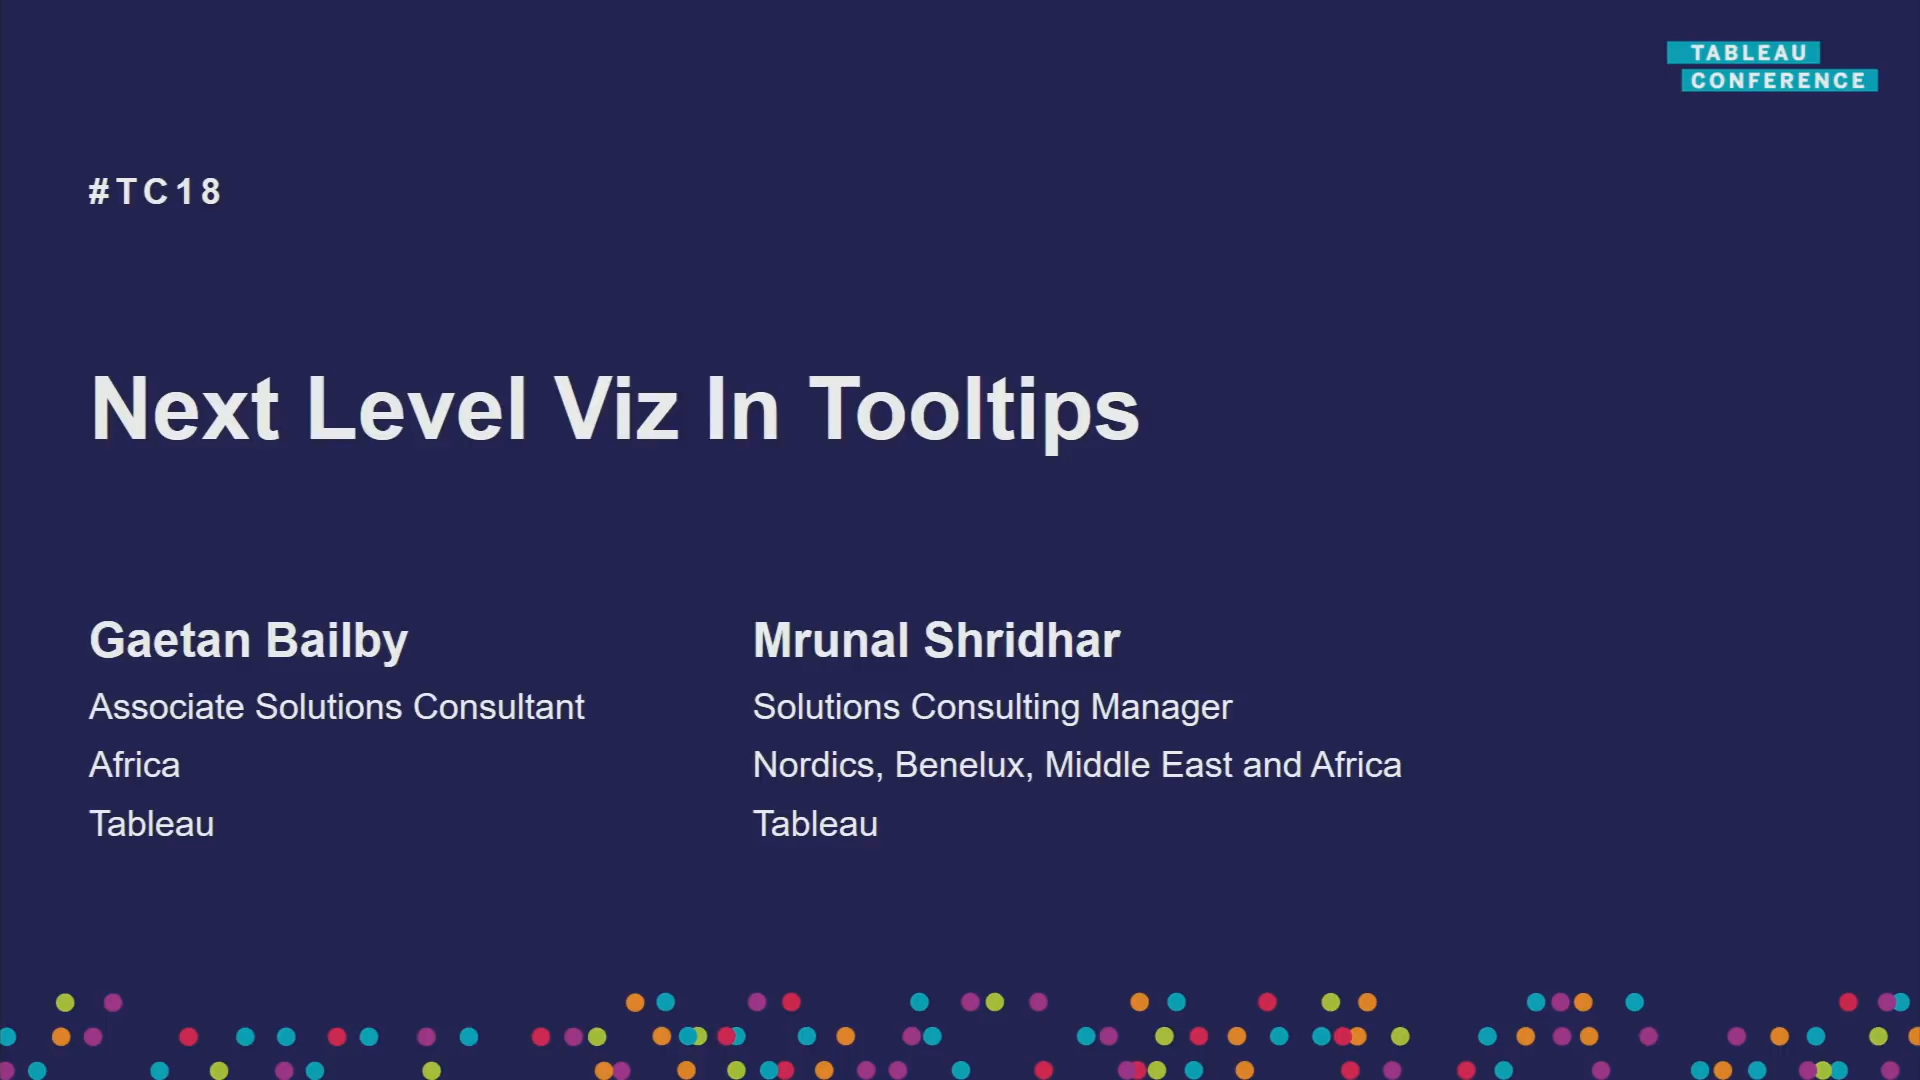 TABLEAU
CONFERENCE
#TC18
Next Level Viz In Tooltips
Gaetan Bailby
Associate Solutions Consultant
Africa
Tableau
Mrunal Shridhar
Solutions Consulting Manager
Nordics, Benelux, Middle East and Africa
Tableau